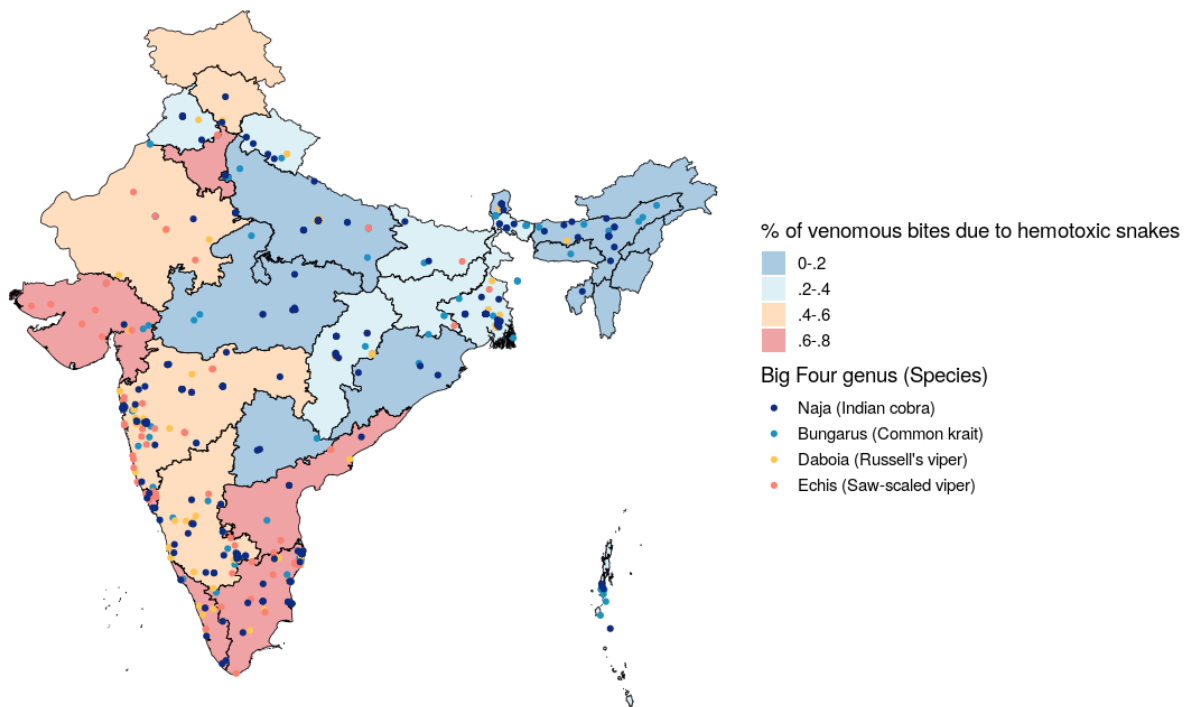 % of venomous bites due to hemotoxic snakes
0-.2
.2-.4
.4-.6
.6-.8
Big Four genus (Species)
Naja (Indian cobra)
Bungarus (Common krait)
Daboia (Russell's viper)
Echis (Saw-scaled viper)